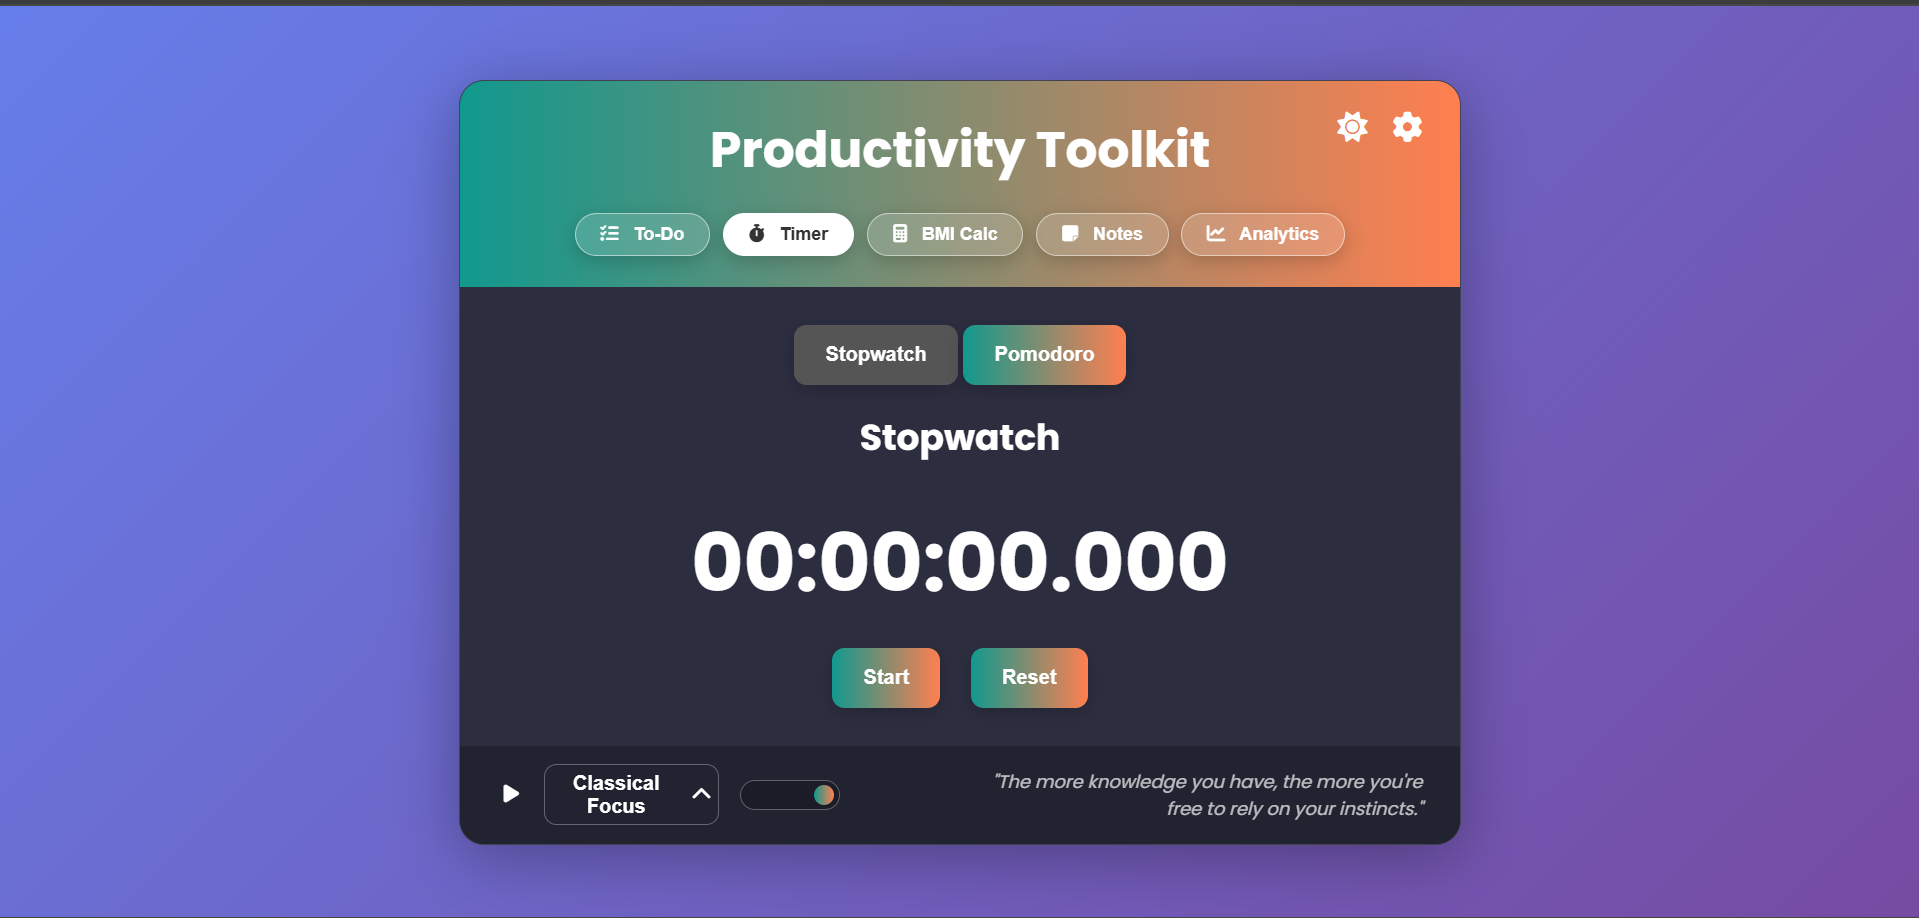 Productivity Toolkit
To-Do
Timer
BMI Calc
Notes
Analytics
Stopwatch
Pomodoro
Stopwatch
00:00:00.000
Start
Reset
Classical
Focus
"The more knowledge you have, the more you're
free to rely on your instincts."